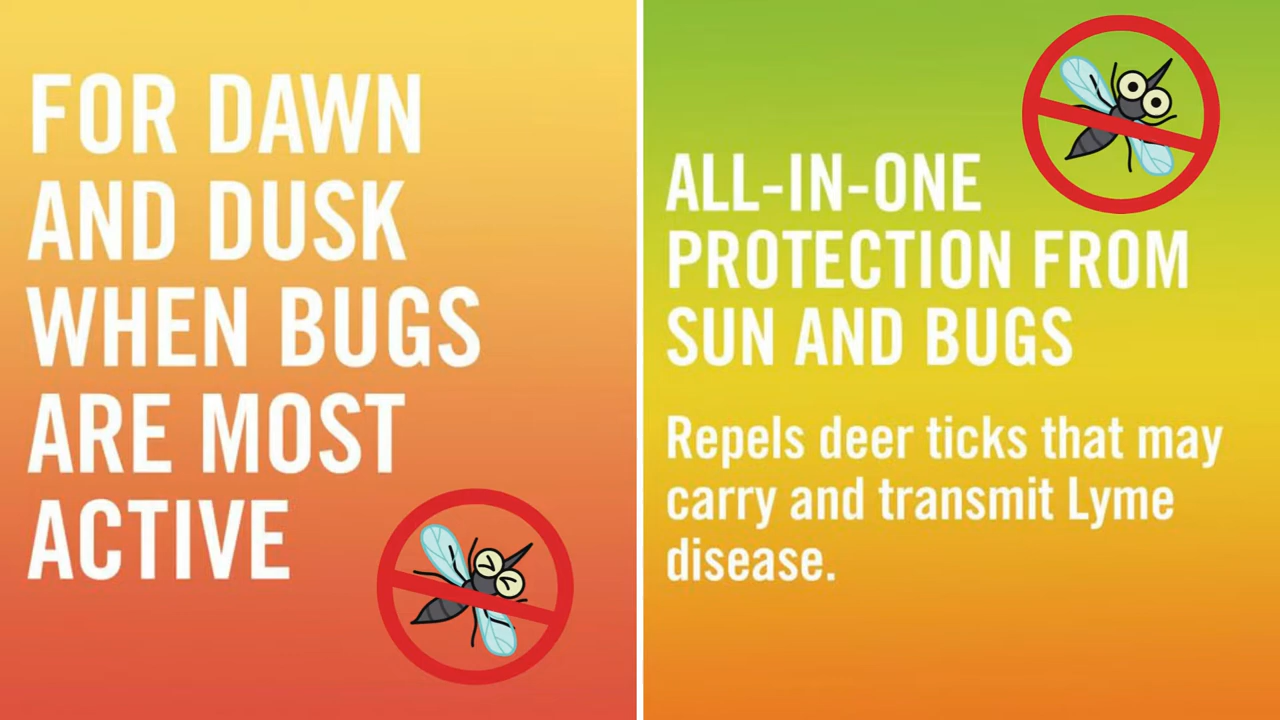 FOR DAWN
AND DUSK
WHEN BUGS
ARE MOST
ACTIVE
ALL-IN-ONE
PROTECTION FROM
SUN AND BUGS
Repels deer ticks that may
carry and transmit Lyme
disease.